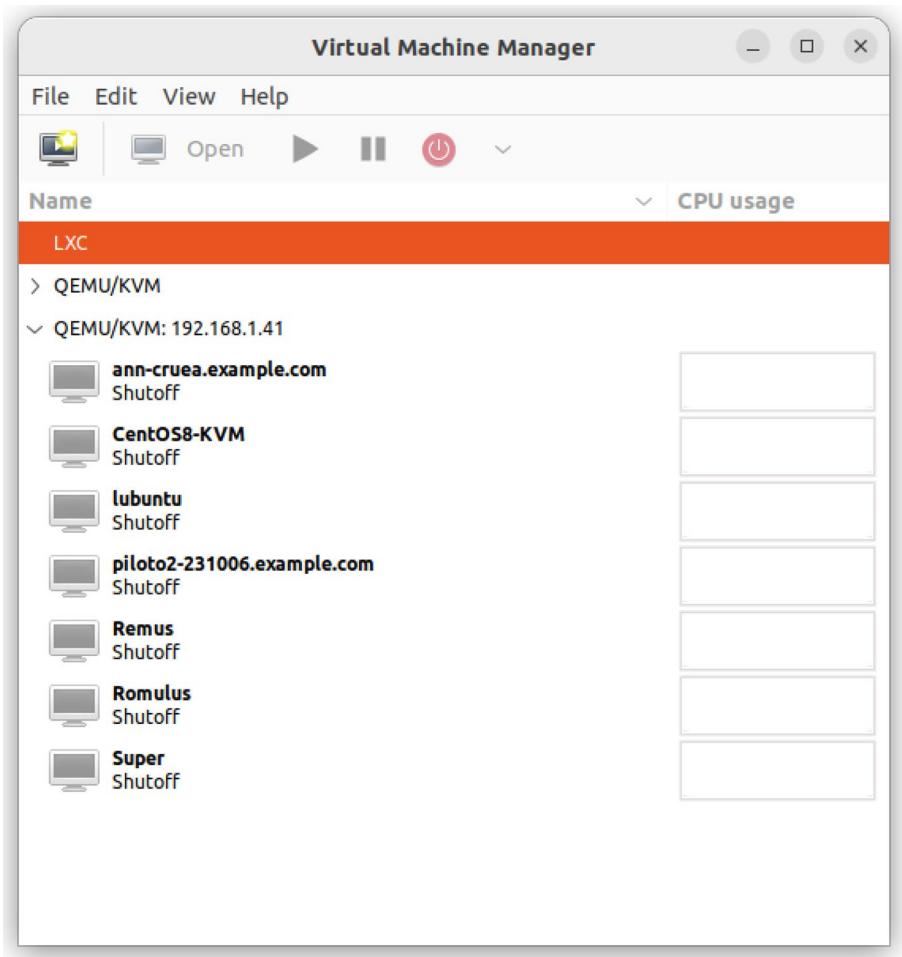 Virtual Machine Manager
File Edit View Help
Open
Name CPU usage
LXC
QEMU/KVM
QEMU/KVM: 192.168.1.41
ann-cruea.example.com
Shutoff
CentOS8-KVM
Shutoff
lubuntu
Shutoff
piloto2-231006.example.com
Shutoff
Remus
Shutoff
Romulus
Shutoff
Super
Shutoff